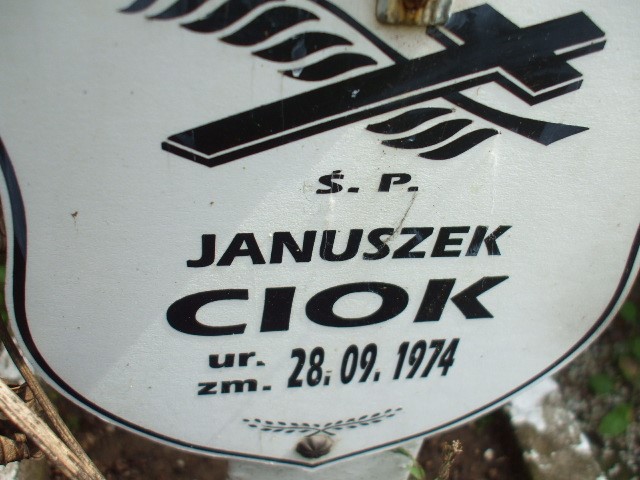 Ś. P.
JANUSZEK
CIOK
ur.
zm. 28. 09. 1974